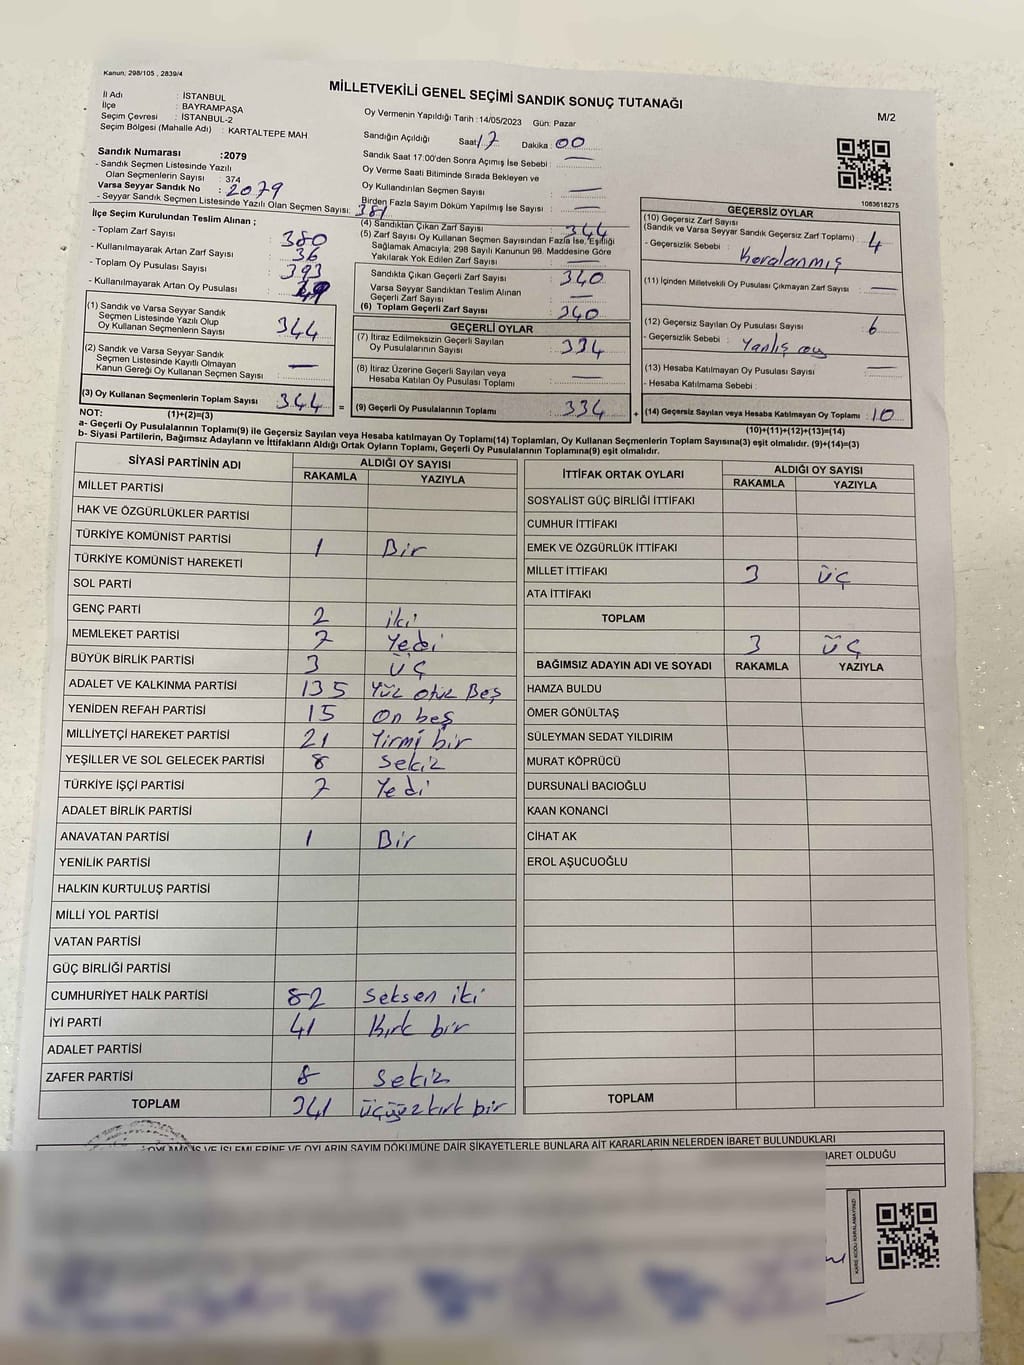 Kanun; 298/105 , 2839/4
MİLLETVEKİLİ GENEL SEÇİMİ SANDIK SONUÇ TUTANAĞI
M/2
İl Adı : İSTANBUL
İlçe : BAYRAMPAŞA
Seçim Çevresi : İSTANBUL-2
Seçim Bölgesi (Mahalle Adı) : KARTALTEPE MAH
Sandık Numarası :2079
- Sandık Seçmen Listesinde Yazılı
Olan Seçmenlerin Sayısı : 374
Varsa Seyyar Sandık No : 2079
- Seyyar Sandık Seçmen Listesinde Yazılı Olan Seçmen Sayısı: 381
Oy Vermenin Yapıldığı Tarih :14/05/2023 Gün: Pazar
Sandığın Açıldığı Saat 17 Dakika : 00
Sandık Saat 17:00'den Sonra Açımış İse Sebebi : —
Oy Verme Saati Bitiminde Sırada Bekleyen ve
Oy Kullandırılan Seçmen Sayısı : —
Birden Fazla Sayım Döküm Yapılmış İse Sayısı : —
1083618275
İlçe Seçim Kurulundan Teslim Alınan ;
- Toplam Zarf Sayısı : 380
- Kullanılmayarak Artan Zarf Sayısı : 36
- Toplam Oy Pusulası Sayısı : 393
- Kullanılmayarak Artan Oy Pusulası : 49
(1) Sandık ve Varsa Seyyar Sandık
Seçmen Listesinde Yazılı Olup
Oy Kullanan Seçmenlerin Sayısı : 344
(2) Sandık ve Varsa Seyyar Sandık
Seçmen Listesinde Kayıtlı Olmayan
Kanun Gereği Oy Kullanan Seçmen Sayısı : —
(3) Oy Kullanan Seçmenlerin Toplam Sayısı : 344
(1)+(2)=(3)
(4) Sandıktan Çıkan Zarf Sayısı : 344
(5) Zarf Sayısı Oy Kullanan Seçmen Sayısından Fazla İse, Eşitliği
Sağlamak Amacıyla, 298 Sayılı Kanunun 98. Maddesine Göre
Yakılarak Yok Edilen Zarf Sayısı : —
Sandıkta Çıkan Geçerli Zarf Sayısı : 340
Varsa Seyyar Sandıktan Teslim Alınan
Geçerli Zarf Sayısı : —
(6) Toplam Geçerli Zarf Sayısı : 340
GEÇERLİ OYLAR
(7) İtiraz Edilmeksizin Geçerli Sayılan
Oy Pusulalarının Sayısı : 334
(8) İtiraz Üzerine Geçerli Sayılan veya
Hesaba Katılan Oy Pusulası Toplamı : —
= (9) Geçerli Oy Pusulalarının Toplamı : 334
GEÇERSİZ OYLAR
(10) Geçersiz Zarf Sayısı
(Sandık ve Varsa Seyyar Sandık Geçersiz Zarf Toplamı) : 4
- Geçersizlik Sebebi : Karalanmış
(11) İçinden Milletvekili Oy Pusulası Çıkmayan Zarf Sayısı : —
(12) Geçersiz Sayılan Oy Pusulası Sayısı : 6
- Geçersizlik Sebebi : Yanlış oy
(13) Hesaba Katılmayan Oy Pusulası Sayısı : —
- Hesaba Katılmama Sebebi :
+ (14) Geçersiz Sayılan veya Hesaba Katılmayan Oy Toplamı : 10
(10)+(11)+(12)+(13)=(14)
NOT:
a- Geçerli Oy Pusulalarının Toplamı(9) ile Geçersiz Sayılan veya Hesaba katılmayan Oy Toplamı(14) Toplamları, Oy Kullanan Seçmenlerin Toplam Sayısına(3) eşit olmalıdır. (9)+(14)=(3)
b- Siyasi Partilerin, Bağımsız Adayların ve İttifakların Aldığı Ortak Oyların Toplamı, Geçerli Oy Pusulalarının Toplamına(9) eşit olmalıdır.
SİYASİ PARTİNİN ADI ALDIĞI OY SAYISI
RAKAMLA YAZIYLA
MİLLET PARTİSİ
HAK VE ÖZGÜRLÜKLER PARTİSİ
TÜRKİYE KOMÜNİST PARTİSİ 1 Bir
TÜRKİYE KOMÜNİST HAREKETİ
SOL PARTİ
GENÇ PARTİ 2 iki
MEMLEKET PARTİSİ 7 Yedi
BÜYÜK BİRLİK PARTİSİ 3 ÜÇ
ADALET VE KALKINMA PARTİSİ 135 Yüz otuz Beş
YENİDEN REFAH PARTİSİ 15 On beş
MİLLİYETÇİ HAREKET PARTİSİ 21 Yirmi bir
YEŞİLLER VE SOL GELECEK PARTİSİ 8 Sekiz
TÜRKİYE İŞÇİ PARTİSİ 7 Yedi
ADALET BİRLİK PARTİSİ
ANAVATAN PARTİSİ 1 Bir
YENİLİK PARTİSİ
HALKIN KURTULUŞ PARTİSİ
MİLLİ YOL PARTİSİ
VATAN PARTİSİ
GÜÇ BİRLİĞİ PARTİSİ
CUMHURİYET HALK PARTİSİ 82 Seksen iki
İYİ PARTİ 41 Kırk bir
ADALET PARTİSİ
ZAFER PARTİSİ 8 Sekiz
TOPLAM 341 üçyüzkırk bir
İTTİFAK ORTAK OYLARI ALDIĞI OY SAYISI
RAKAMLA YAZIYLA
SOSYALİST GÜÇ BİRLİĞİ İTTİFAKI
CUMHUR İTTİFAKI
EMEK VE ÖZGÜRLÜK İTTİFAKI
MİLLET İTTİFAKI 3 ÜÇ
ATA İTTİFAKI
TOPLAM 3 ÜÇ
BAĞIMSIZ ADAYIN ADI VE SOYADI RAKAMLA YAZIYLA
HAMZA BULDU
ÖMER GÖNÜLTAŞ
SÜLEYMAN SEDAT YILDIRIM
MURAT KÖPRÜCÜ
DURSUNALİ BACIOĞLU
KAAN KONANCİ
CİHAT AK
EROL AŞUCUOĞLU
TOPLAM
OYLAMA İŞ VE İŞLEMLERİNE VE OYLARIN SAYIM DÖKÜMÜNE DAİR ŞİKAYETLERLE BUNLARA AİT KARARLARIN NELERDEN İBARET BULUNDUKLARI
BARET OLDUĞU
KARE KODU KARALAMAYINIZ